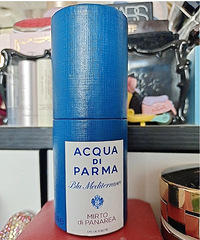 ACQUA
DI
PARMA
Blu Mediterraneo
MIRTO
di PANAREA